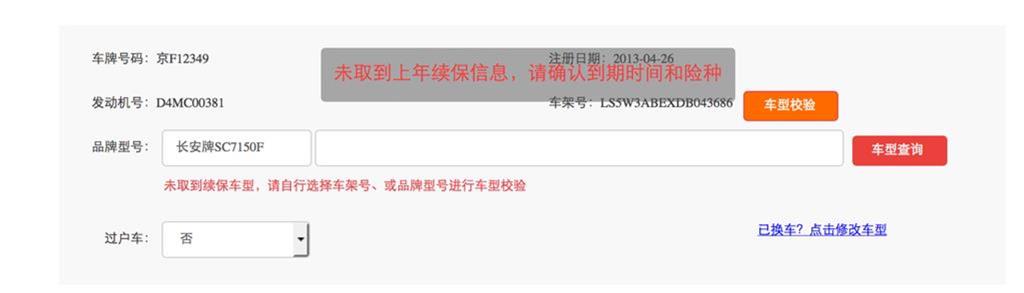 车牌号码：京F12349
注册日期：2013-04-26
未取到上年续保信息，请确认到期时间和险种
发动机号：D4MC00381
车架号：LS5W3ABEXDB043686
车型校验
品牌型号：长安牌SC7150F
车型查询
未取到续保车型，请自行选择车架号、或品牌型号进行车型校验
过户车：否
已换车？点击修改车型